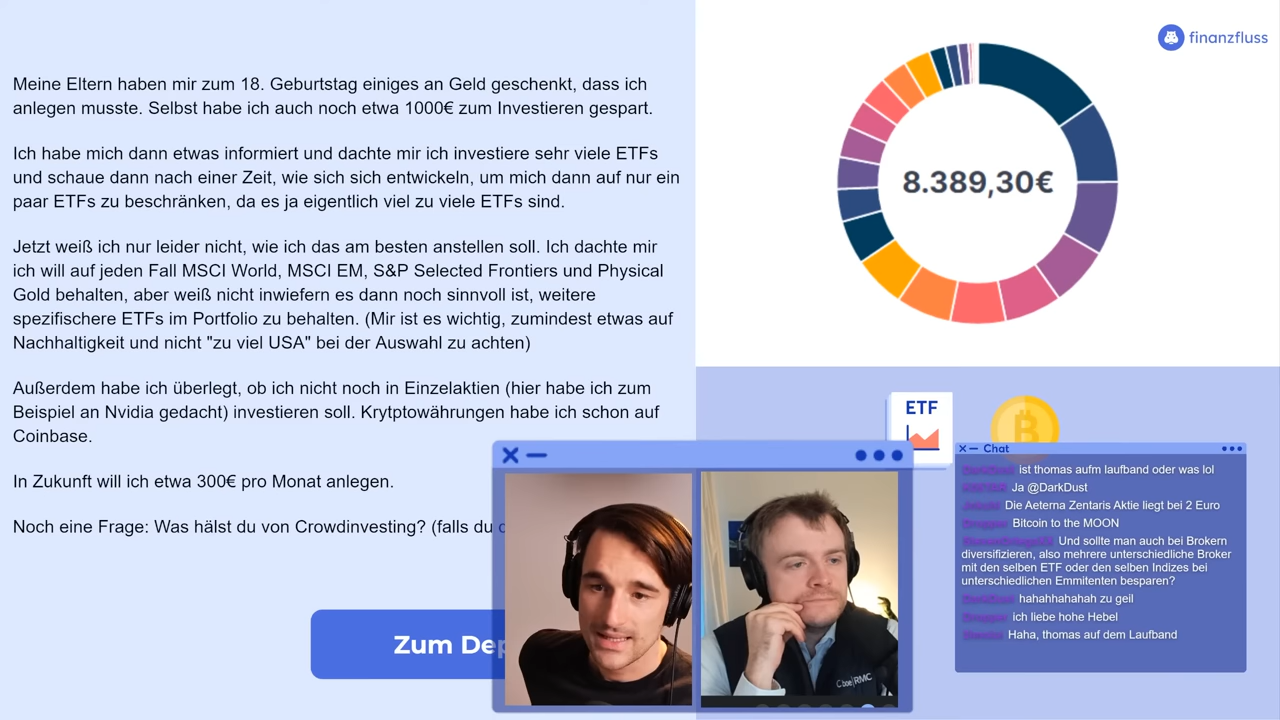 Meine Eltern haben mir zum 18. Geburtstag einiges an Geld geschenkt, dass ich
anlegen musste. Selbst habe ich auch noch etwa 1000€ zum Investieren gespart.
Ich habe mich dann etwas informiert und dachte mir ich investiere sehr viele ETFs
und schaue dann nach einer Zeit, wie sich sich entwickeln, um mich dann auf nur ein
paar ETFs zu beschränken, da es ja eigentlich viel zu viele ETFs sind.
Jetzt weiß ich nur leider nicht, wie ich das am besten anstellen soll. Ich dachte mir
ich will auf jeden Fall MSCI World, MSCI EM, S&P Selected Frontiers und Physical
Gold behalten, aber weiß nicht inwiefern es dann noch sinnvoll ist, weitere
spezifischere ETFs im Portfolio zu behalten. (Mir ist es wichtig, zumindest etwas auf
Nachhaltigkeit und nicht "zu viel USA" bei der Auswahl zu achten)
Außerdem habe ich überlegt, ob ich nicht noch in Einzelaktien (hier habe ich zum
Beispiel an Nvidia gedacht) investieren soll. Krytptowährungen habe ich schon auf
Coinbase.
In Zukunft will ich etwa 300€ pro Monat anlegen.
Noch eine Frage: Was hälst du von Crowdinvesting? (falls du
Zum De
finanzfluss
8.389,30€
ETF
Chat
ist thomas aufm laufband oder was lol
Ja @DarkDust
Die Aeterna Zentaris Aktie liegt bei 2 Euro
Bitcoin to the MOON
Und sollte man auch bei Brokern
diversifizieren, also mehrere unterschiedliche Broker
mit den selben ETF oder den selben Indizes bei
unterschiedlichen Emmitenten besparen?
hahahhahahah zu geil
ich liebe hohe Hebel
Haha, thomas auf dem Laufband
Cboe RMC